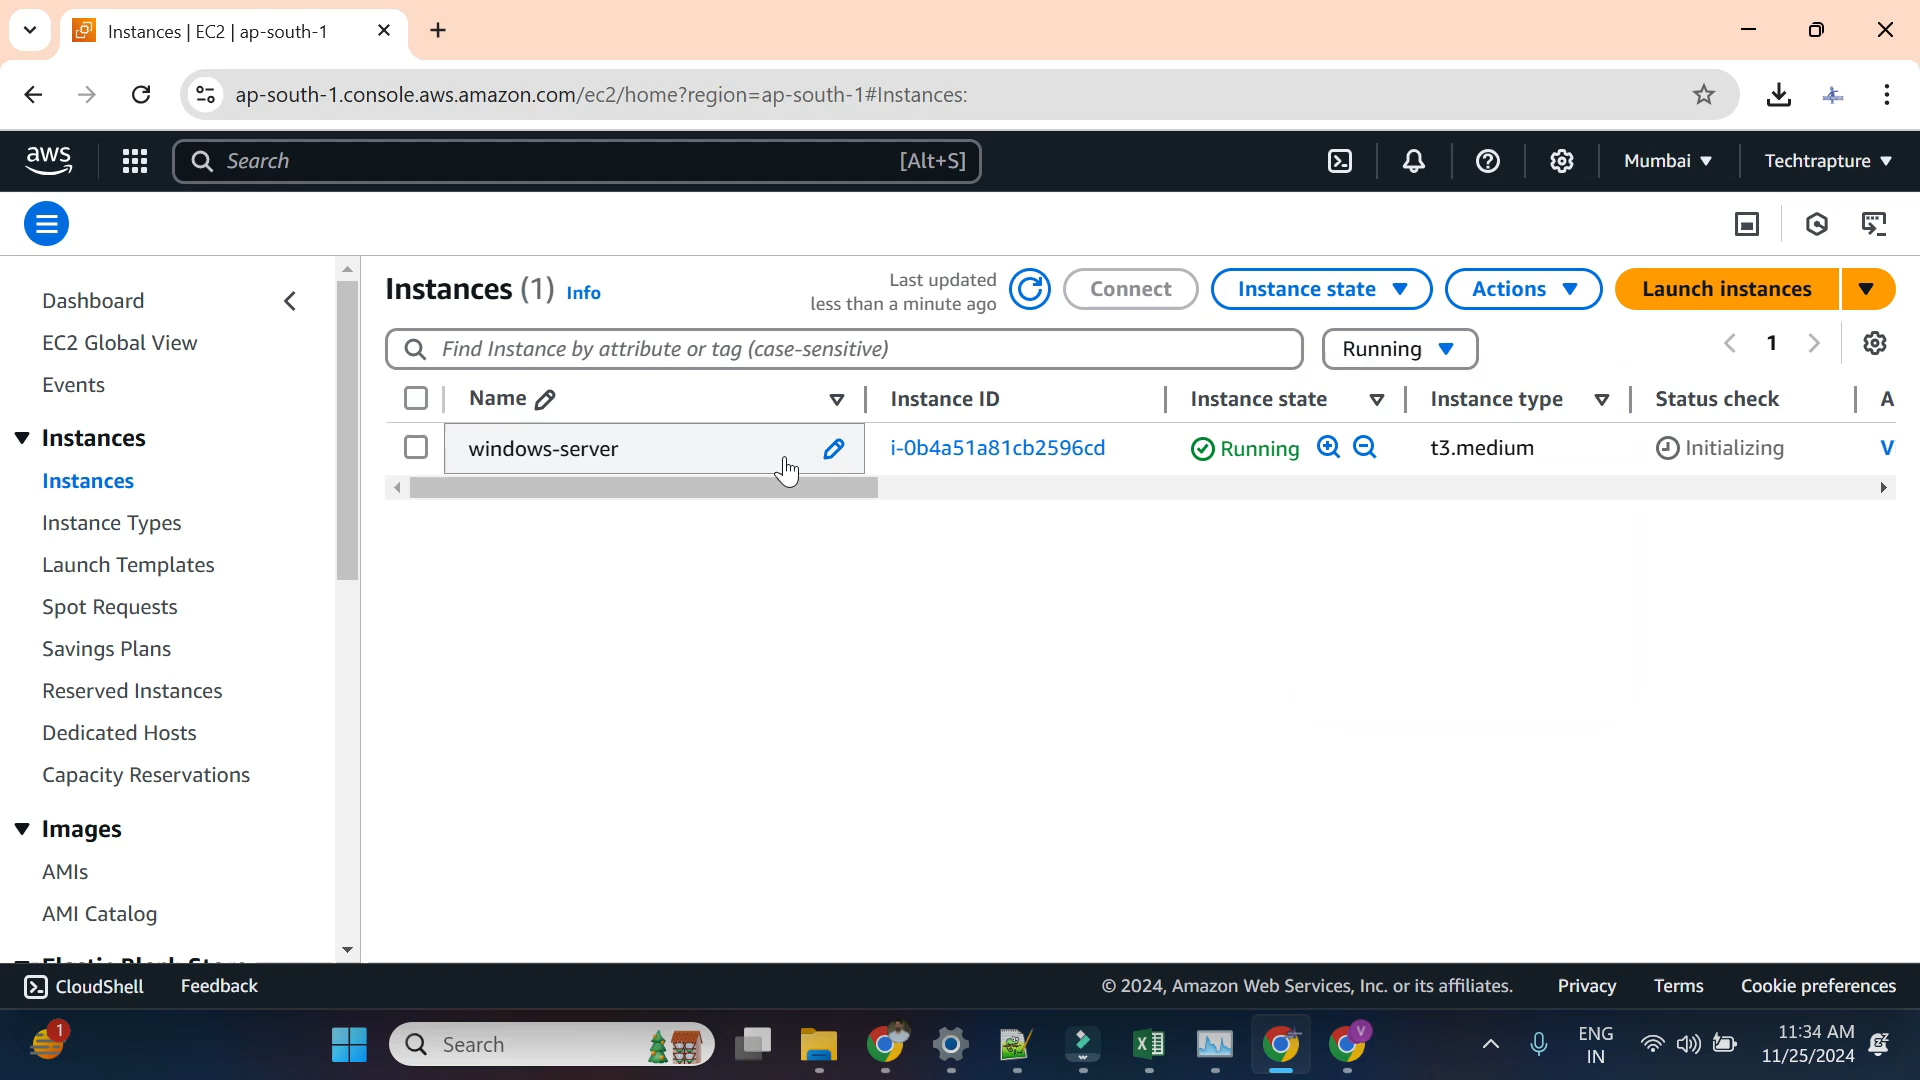 Instances | EC2 | ap-south-1
ap-south-1.console.aws.amazon.com/ec2/home?region=ap-south-1#Instances:
aws
Search
[Alt+S]
Mumbai
Techtrapture
Dashboard
EC2 Global View
Events
Instances
Instances
Instance Types
Launch Templates
Spot Requests
Savings Plans
Reserved Instances
Dedicated Hosts
Capacity Reservations
Images
AMIs
AMI Catalog
Instances (1) Info
Last updated
less than a minute ago
Connect
Instance state
Actions
Launch instances
Find Instance by attribute or tag (case-sensitive)
Running
1
Name
Instance ID
Instance state
Instance type
Status check
A
windows-server
i-0b4a51a81cb2596cd
Running
t3.medium
Initializing
V
CloudShell
Feedback
© 2024, Amazon Web Services, Inc. or its affiliates.
Privacy
Terms
Cookie preferences
1
Search
V
ENG
IN
11:34 AM
11/25/2024